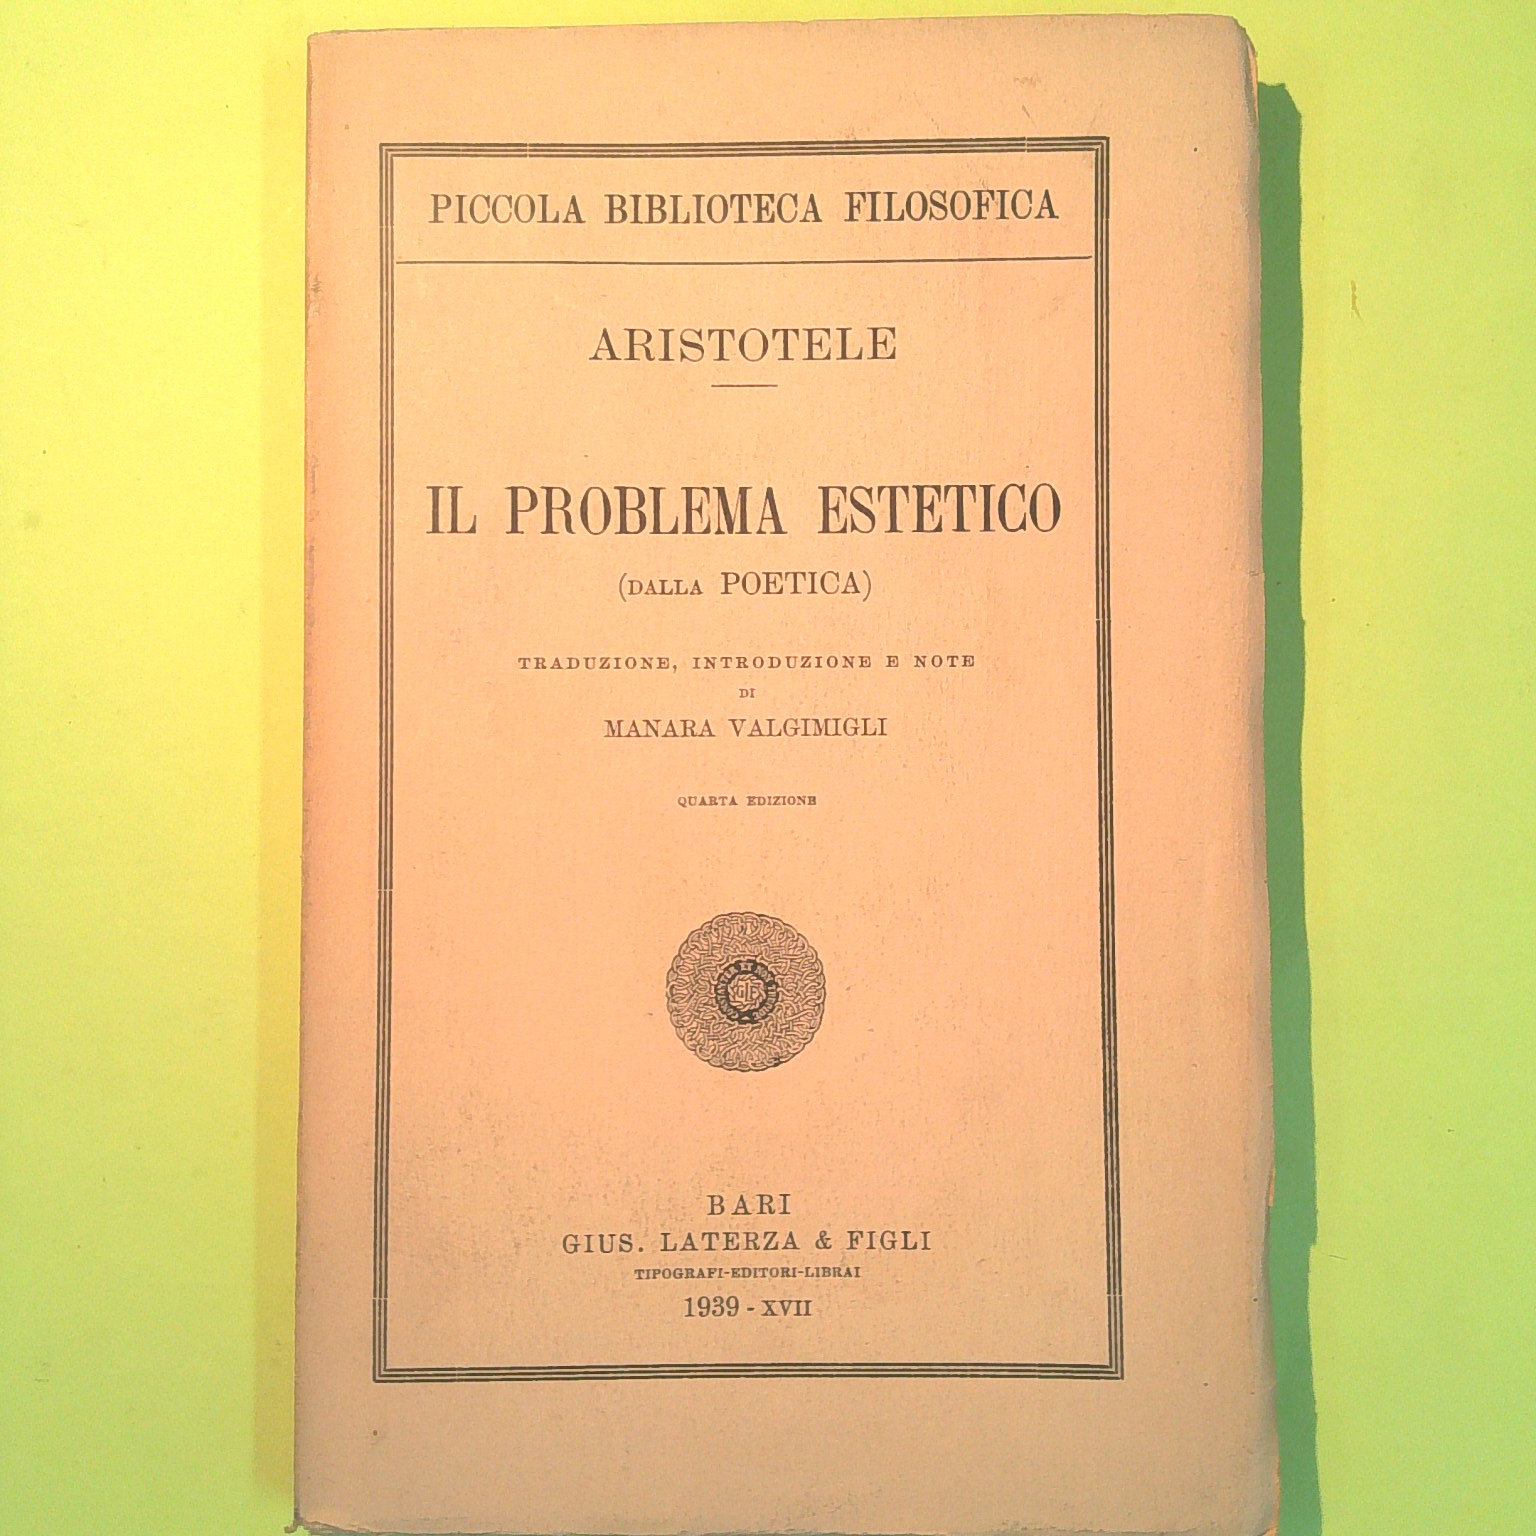 PICCOLA BIBLIOTECA FILOSOFICA
ARISTOTELE
IL PROBLEMA ESTETICO
(DALLA POETICA)
TRADUZIONE, INTRODUZIONE E NOTE
DI
MANARA VALGIMIGLI
QUARTA EDIZIONE
BARI
GIUS. LATERZA & FIGLI
TIPOGRAFI-EDITORI-LIBRAI
1939 - XVII